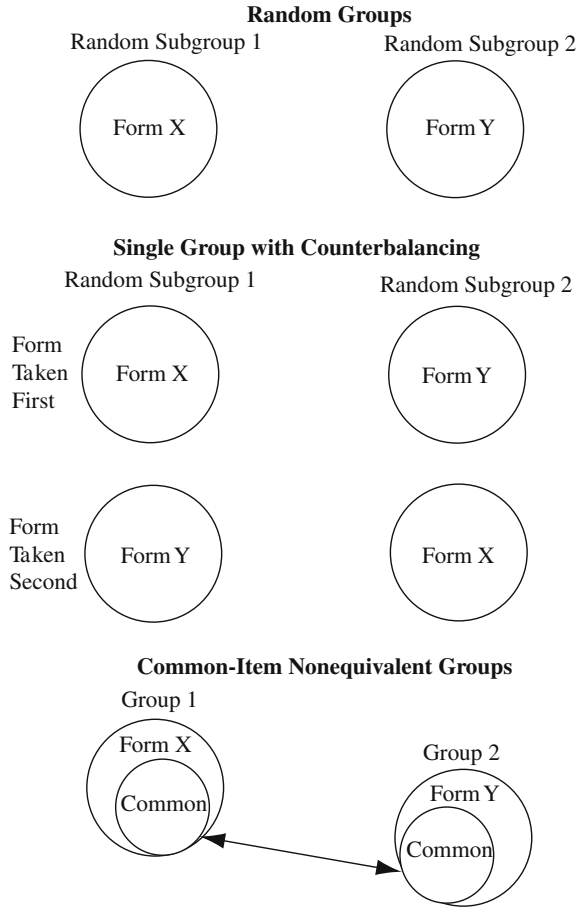 Random Groups
Random Subgroup 1
Random Subgroup 2
Form X
Form Y
Single Group with Counterbalancing
Random Subgroup 1
Random Subgroup 2
Form
Taken
First
Form X
Form Y
Form
Taken
Second
Form Y
Form X
Common-Item Nonequivalent Groups
Group 1
Form X
Common
Group 2
Form Y
Common